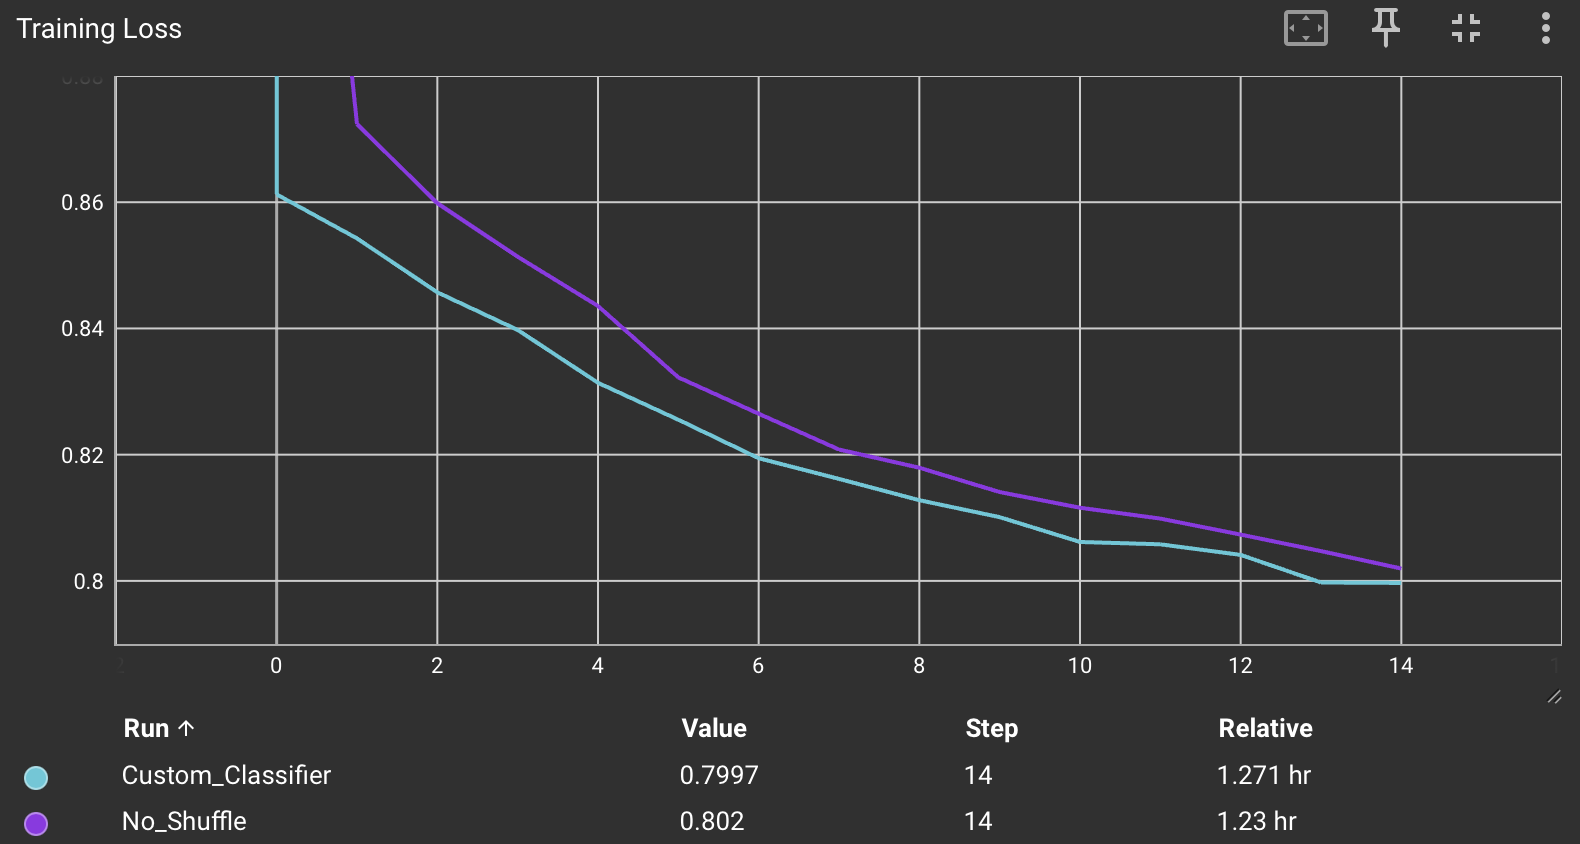 Training Loss
0.86
0.84
0.82
0.8
0 2 4 6 8 10 12 14
Run ↑ Value Step Relative
Custom_Classifier 0.7997 14 1.271 hr
No_Shuffle 0.802 14 1.23 hr